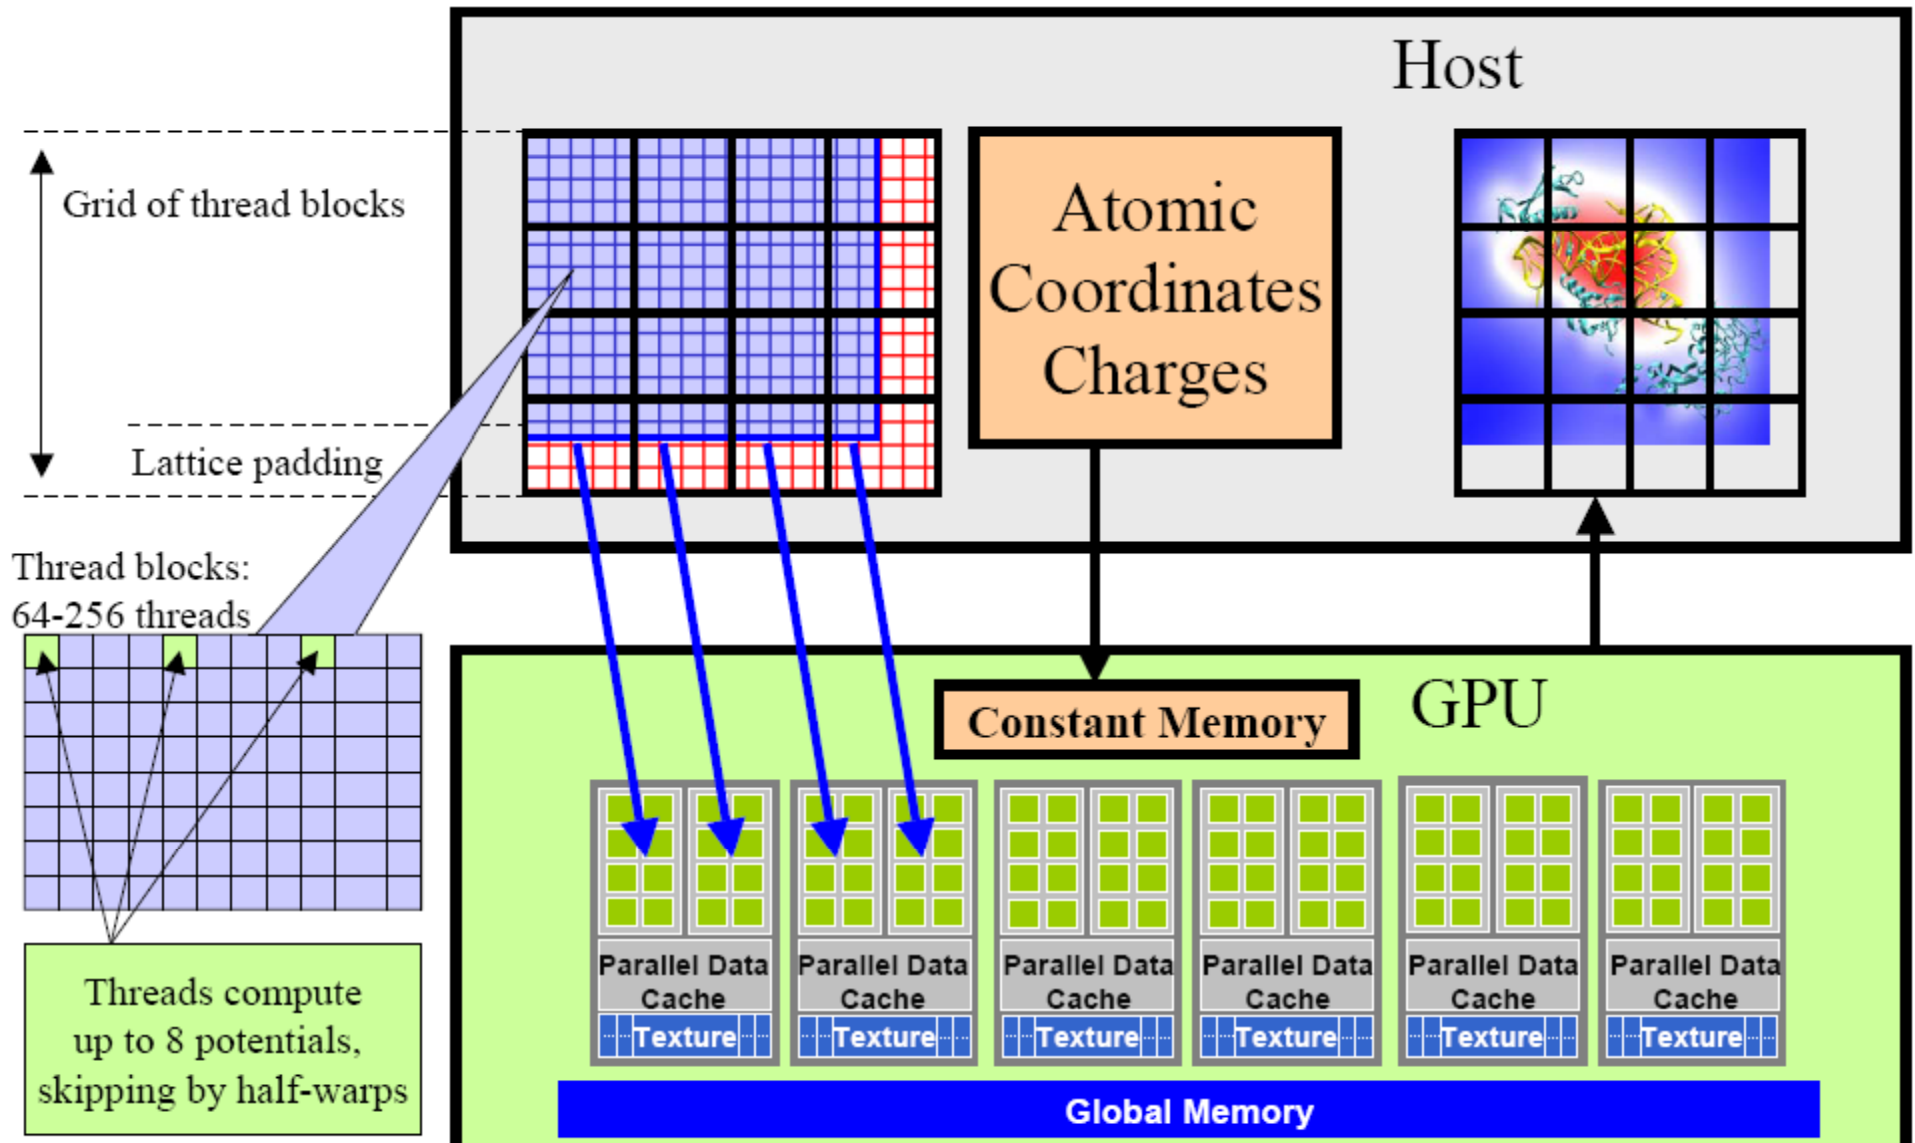 Host
Grid of thread blocks
Atomic
Coordinates
Charges
Lattice padding
Thread blocks:
64-256 threads
GPU
Constant Memory
Threads compute
up to 8 potentials,
skipping by half-warps
Parallel Data
Cache
Texture
Parallel Data
Cache
Texture
Parallel Data
Cache
Texture
Parallel Data
Cache
Texture
Parallel Data
Cache
Texture
Parallel Data
Cache
Texture
Global Memory